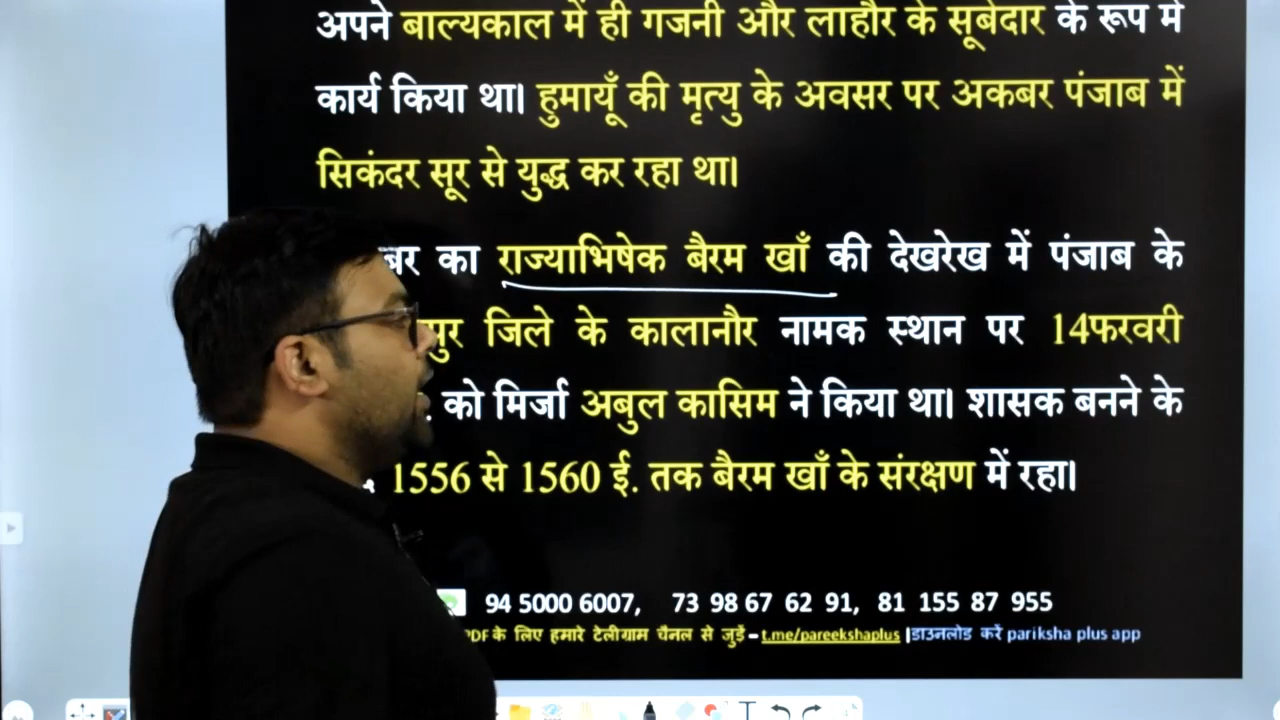 अपने बाल्यकाल में ही गजनी और लाहौर के सूबेदार के रूप में
कार्य किया था। हुमायूँ की मृत्यु के अवसर पर अकबर पंजाब में
सिकंदर सूर से युद्ध कर रहा था।
बर का राज्याभिषेक बैरम खाँ की देखरेख में पंजाब के
पुर जिले के कालानौर नामक स्थान पर 14फरवरी
. को मिर्जा अबुल कासिम ने किया था। शासक बनने के
1556 से 1560 ई. तक बैरम खाँ के संरक्षण में रहा।
94 5000 6007, 73 98 67 62 91, 81 155 87 955
PDF के लिए हमारे टेलीग्राम चैनल से जुड़ें – t.me/pareekshaplus |डाउनलोड करें pariksha plus app